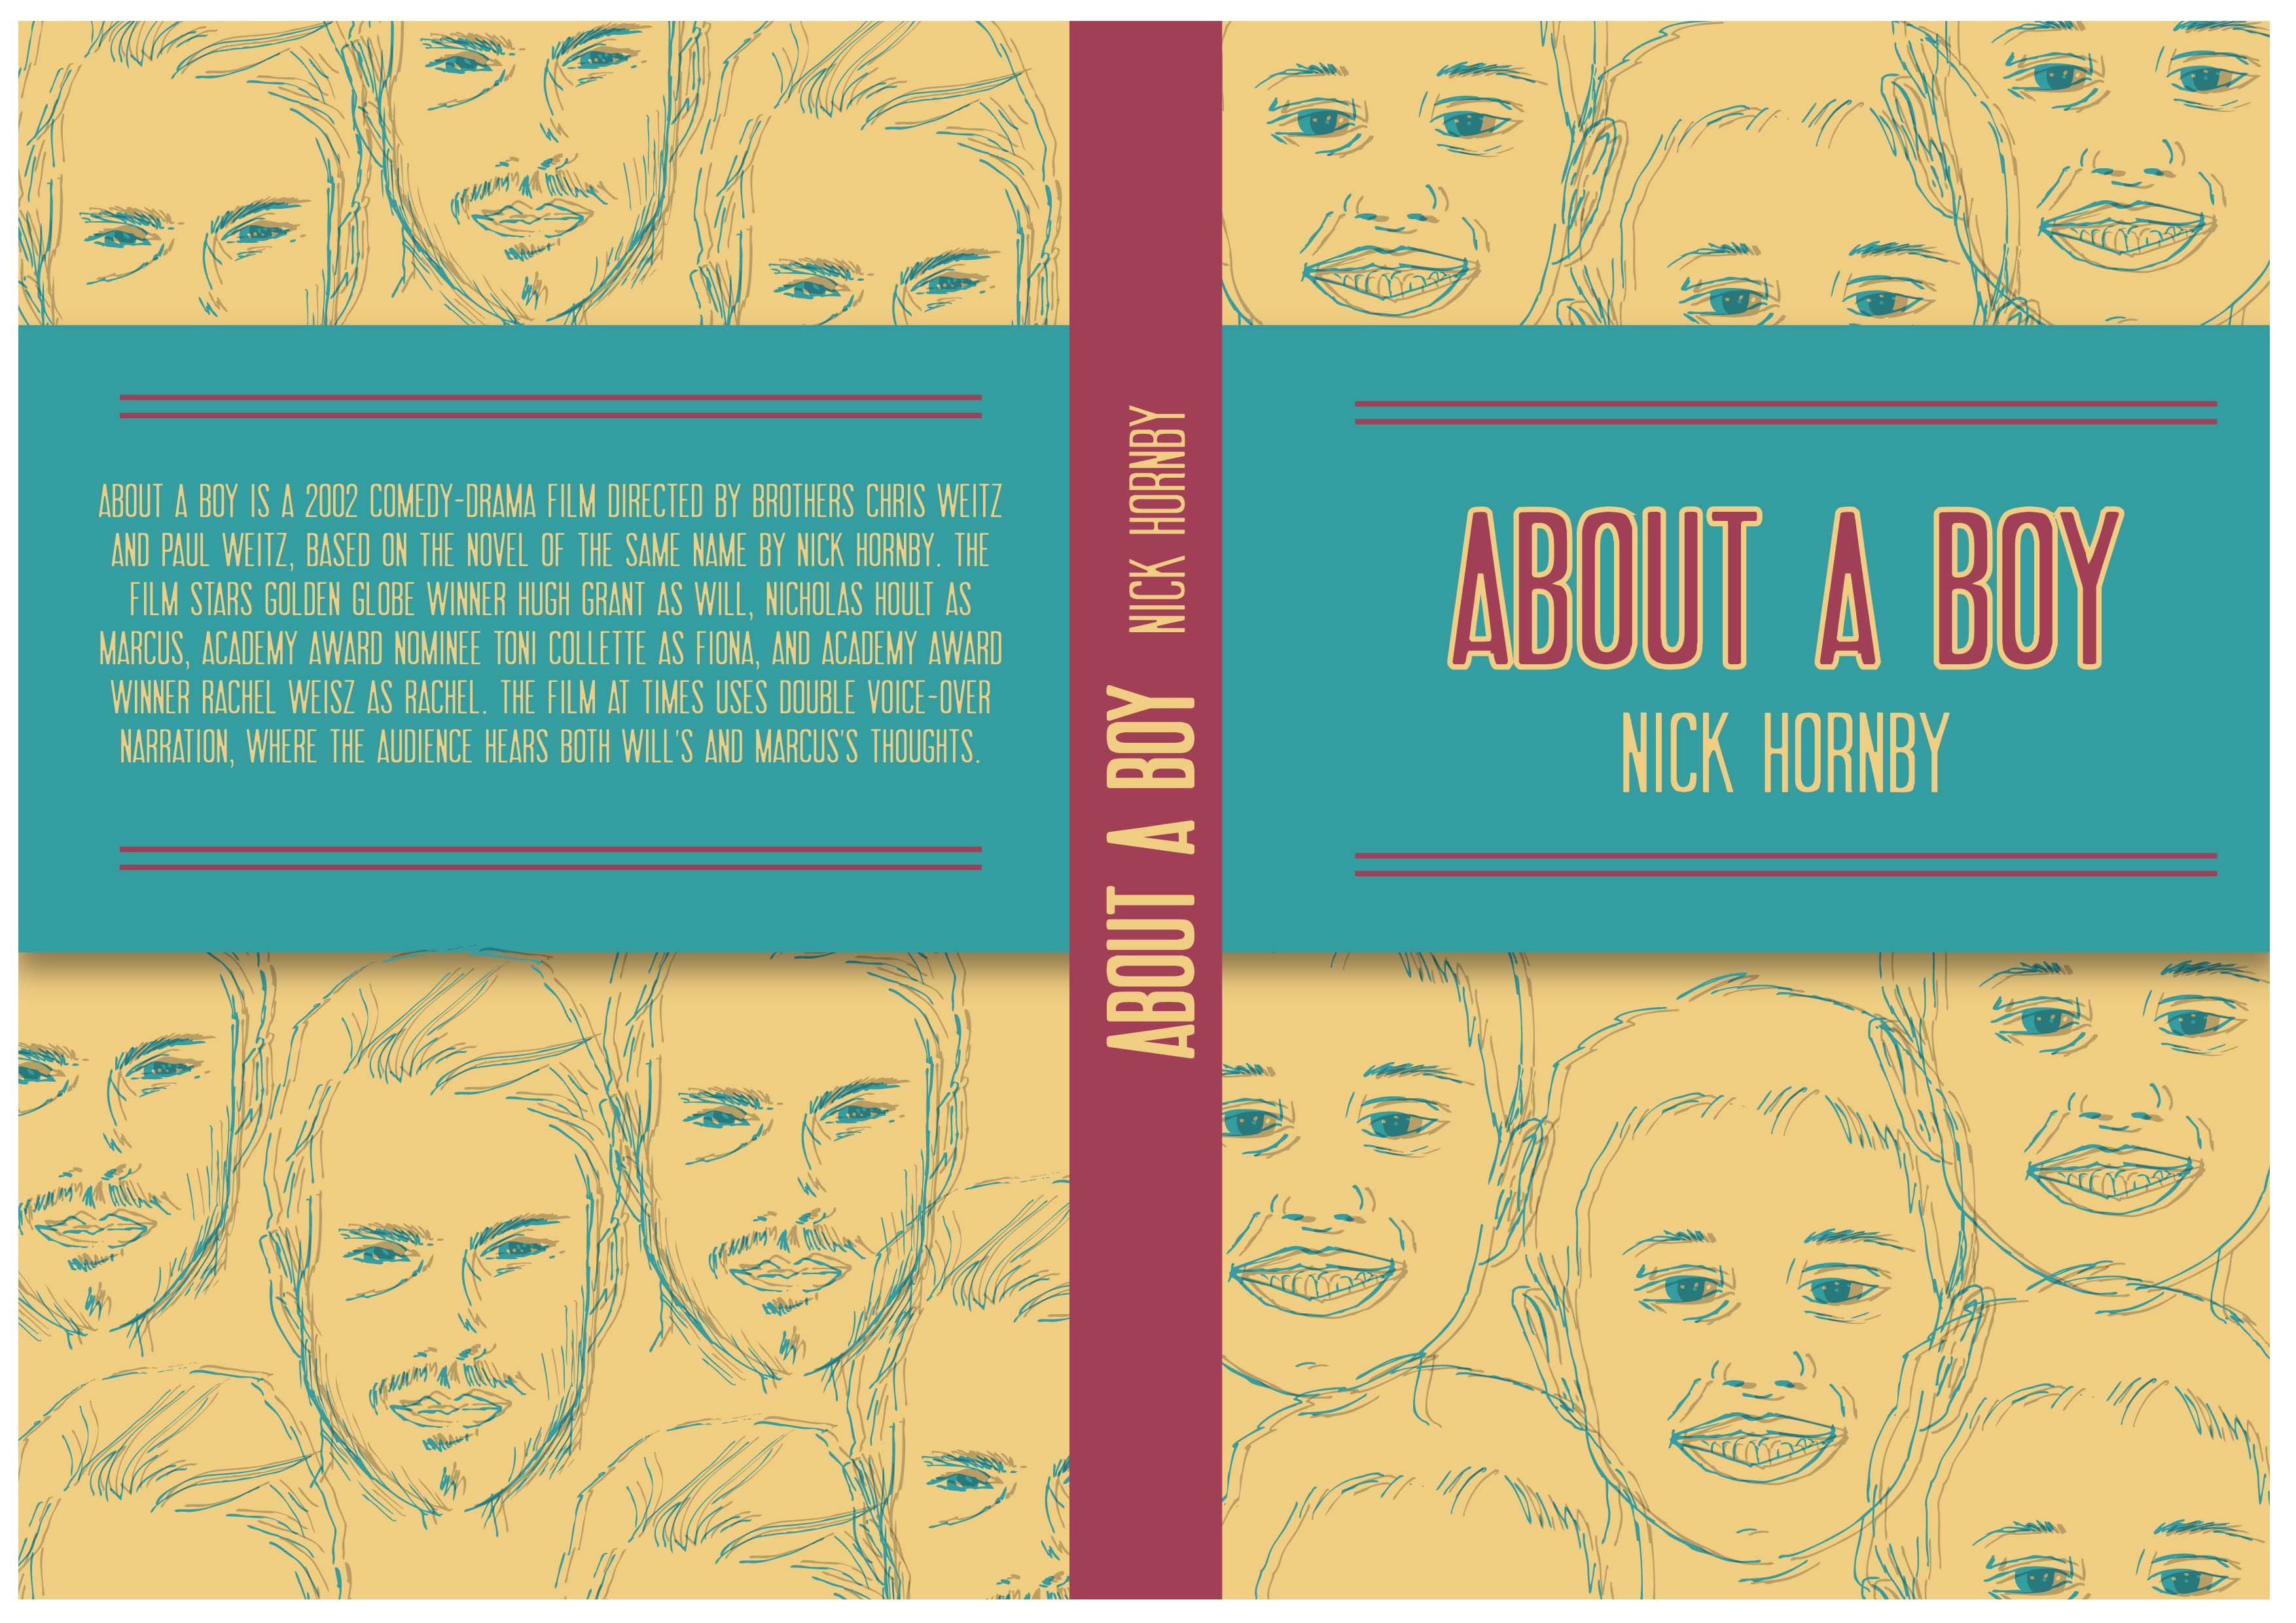 ABOUT A BOY IS A 2002 COMEDY-DRAMA FILM DIRECTED BY BROTHERS CHRIS WEITZ
AND PAUL WEITZ, BASED ON THE NOVEL OF THE SAME NAME BY NICK HORNBY. THE
FILM STARS GOLDEN GLOBE WINNER HUGH GRANT AS WILL, NICHOLAS HOULT AS
MARCUS, ACADEMY AWARD NOMINEE TONI COLLETTE AS FIONA, AND ACADEMY AWARD
WINNER RACHEL WEISZ AS RACHEL. THE FILM AT TIMES USES DOUBLE VOICE-OVER
NARRATION, WHERE THE AUDIENCE HEARS BOTH WILL'S AND MARCUS'S THOUGHTS.
ABOUT A BOY NICK HORNBY
ABOUT A BOY
NICK HORNBY